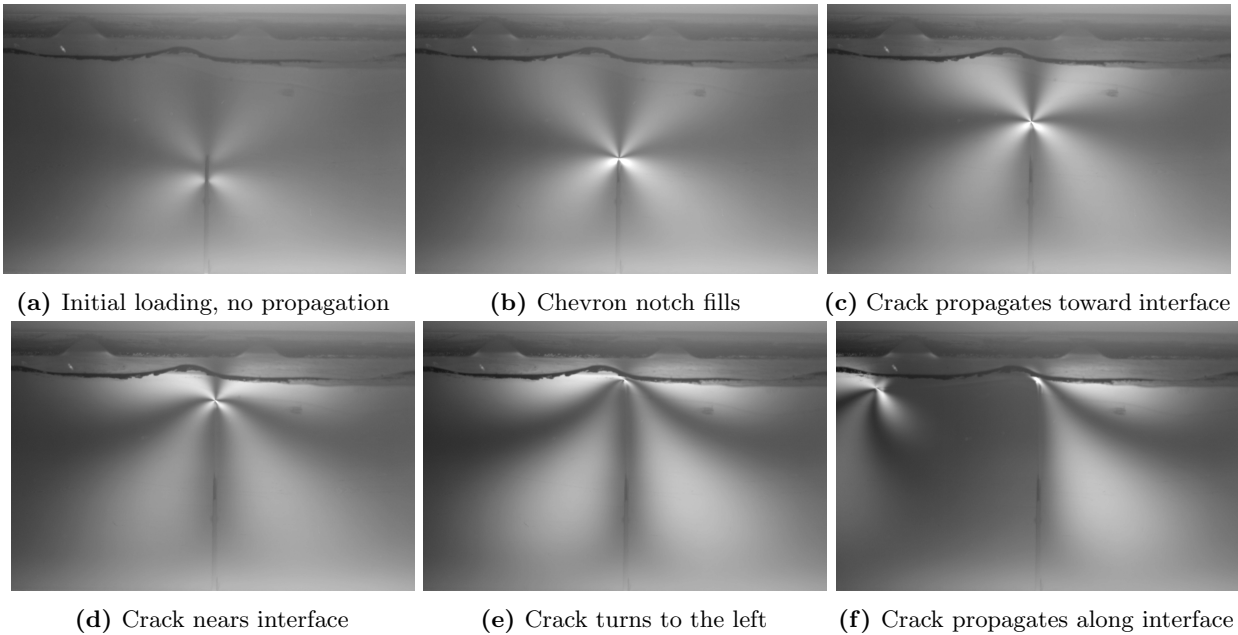 (a) Initial loading, no propagation
(b) Chevron notch fills
(c) Crack propagates toward interface
(d) Crack nears interface
(e) Crack turns to the left
(f) Crack propagates along interface